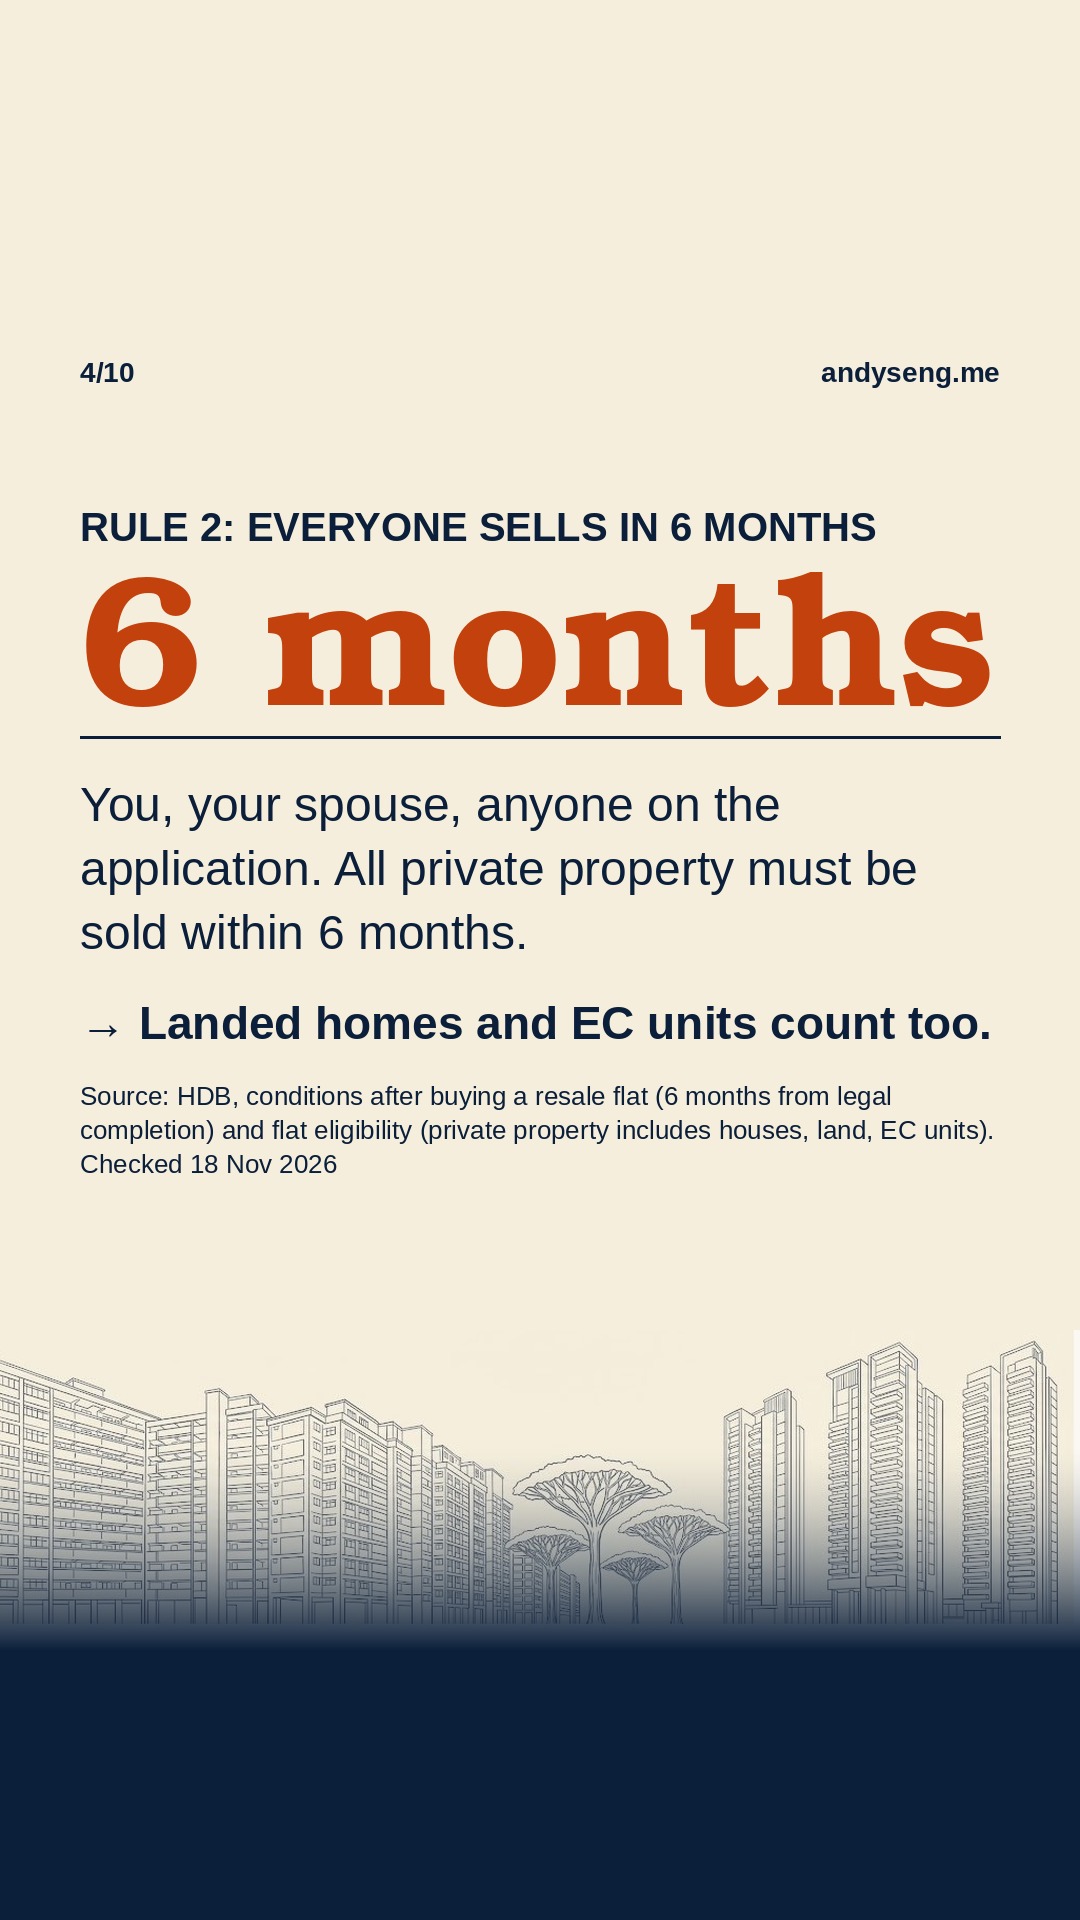 4/10
andyseng.me
RULE 2: EVERYONE SELLS IN 6 MONTHS
6 months
You, your spouse, anyone on the
application. All private property must be
sold within 6 months.
→ Landed homes and EC units count too.
Source: HDB, conditions after buying a resale flat (6 months from legal
completion) and flat eligibility (private property includes houses, land, EC units).
Checked 18 Nov 2026